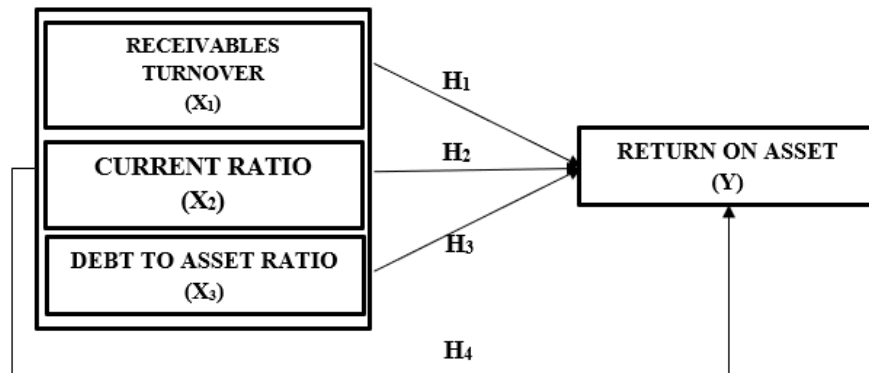 RECEIVABLES
TURNOVER
(X₁)
H₁
CURRENT RATIO
(X₂)
H₂
RETURN ON ASSET
(Y)
DEBT TO ASSET RATIO
(X₃)
H₃
H₄